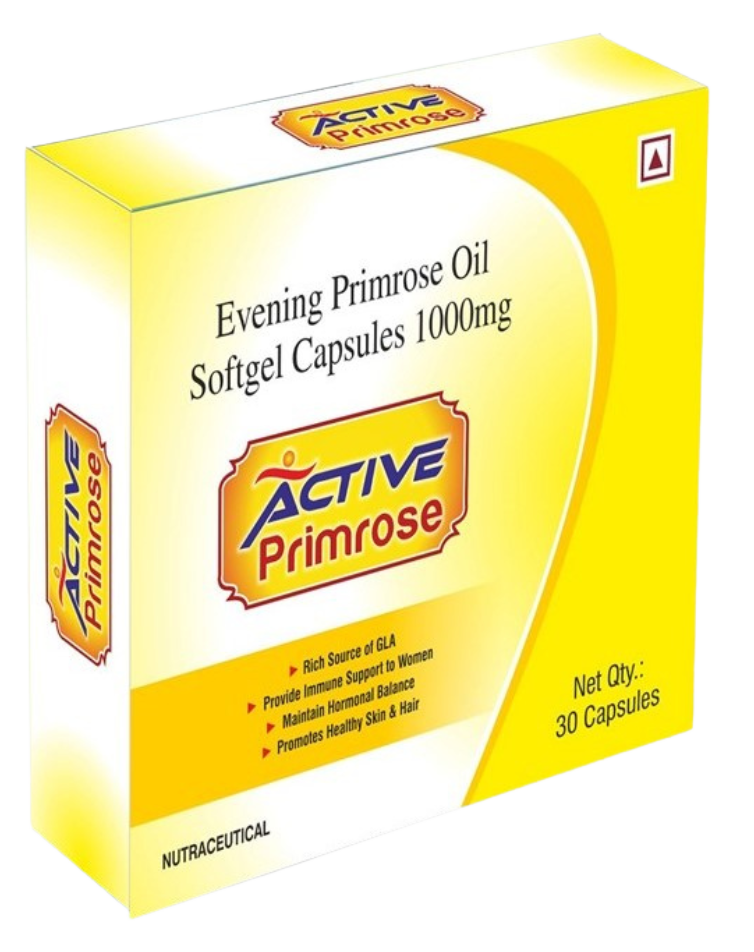 ACTIVE
Primrose
Evening Primrose Oil
Softgel Capsules 1000mg
ACTIVE
Primrose
ACTIVE
Primrose
Rich Source of GLA
Provide Immune Support to Women
Maintain Hormonal Balance
Promotes Healthy Skin & Hair
Net Qty.:
30 Capsules
NUTRACEUTICAL